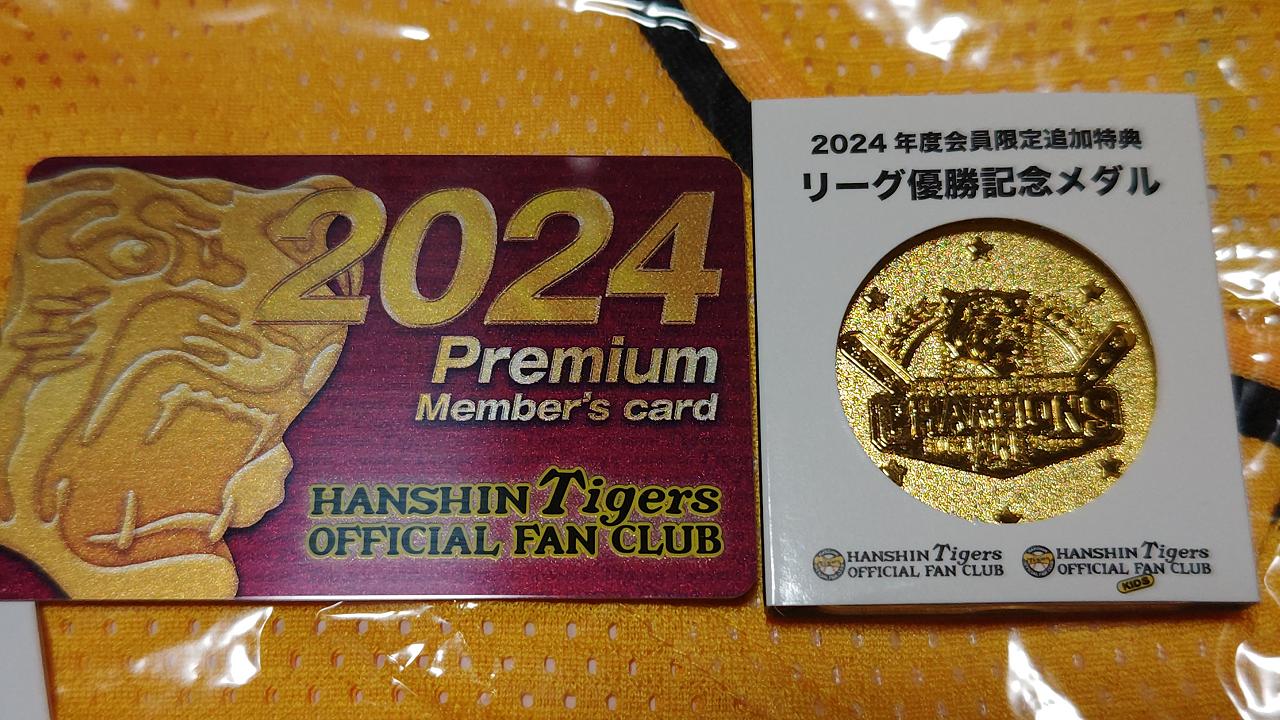 2024
Premium
Member's card
HANSHIN Tigers
OFFICIAL FAN CLUB
2024 年度会員限定追加特典
リーグ優勝記念メダル
CHAMPIONS
HANSHIN Tigers
OFFICIAL FAN CLUB
HANSHIN Tigers
OFFICIAL FAN CLUB
KIDS